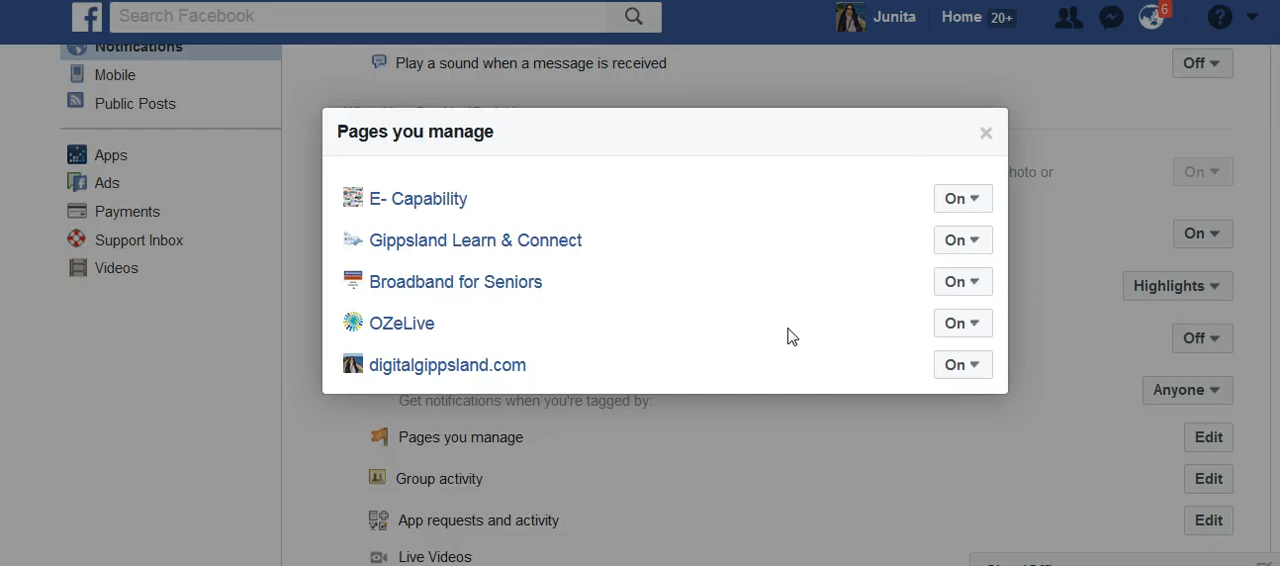 Search Facebook
Junita
Home 20+
6
Notifications
Mobile
Public Posts
Apps
Ads
Payments
Support Inbox
Videos
Play a sound when a message is received
Off
Pages you manage
×
E- Capability
On
Gippsland Learn & Connect
On
Broadband for Seniors
On
OZeLive
On
digitalgippsland.com
On
hoto or
On
On
Highlights
Off
Anyone
Get notifications when you're tagged by:
Pages you manage
Edit
Group activity
Edit
App requests and activity
Edit
Live Videos